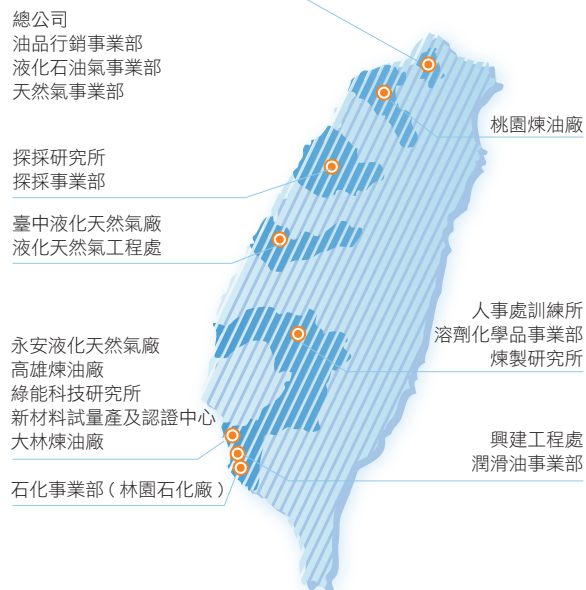 總公司
油品行銷事業部
液化石油氣事業部
天然氣事業部
桃園煉油廠
探採研究所
探採事業部
臺中液化天然氣廠
液化天然氣工程處
人事處訓練所
溶劑化學品事業部
煉製研究所
永安液化天然氣廠
高雄煉油廠
綠能科技研究所
新材料試量產及認證中心
大林煉油廠
興建工程處
潤滑油事業部
石化事業部 ( 林園石化廠 )